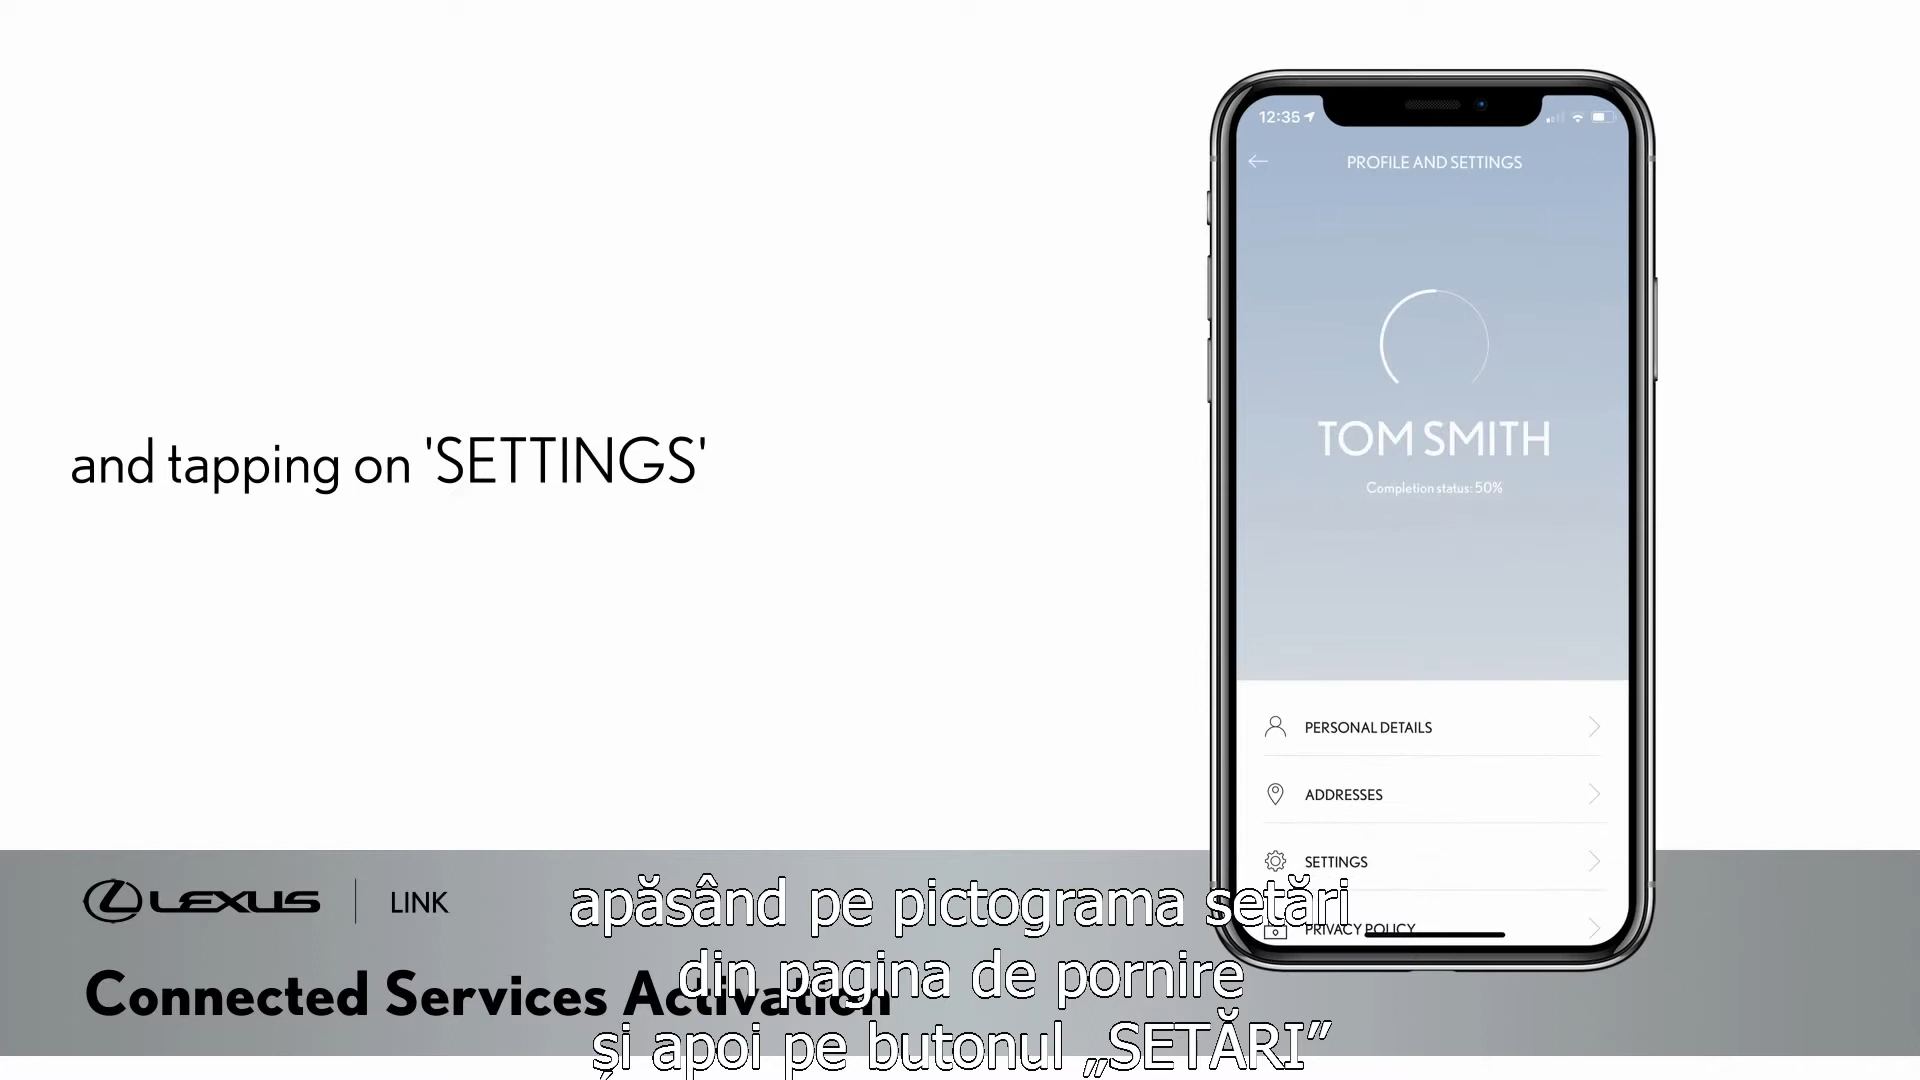 12:35
PROFILE AND SETTINGS
TOM SMITH
Completion status: 50%
and tapping on 'SETTINGS'
PERSONAL DETAILS
ADDRESSES
SETTINGS
PRIVACY POLICY
LEXUS LINK
Connected Services Activation
apăsând pe pictograma setări
din pagina de pornire
și apoi pe butonul „SETĂRI”